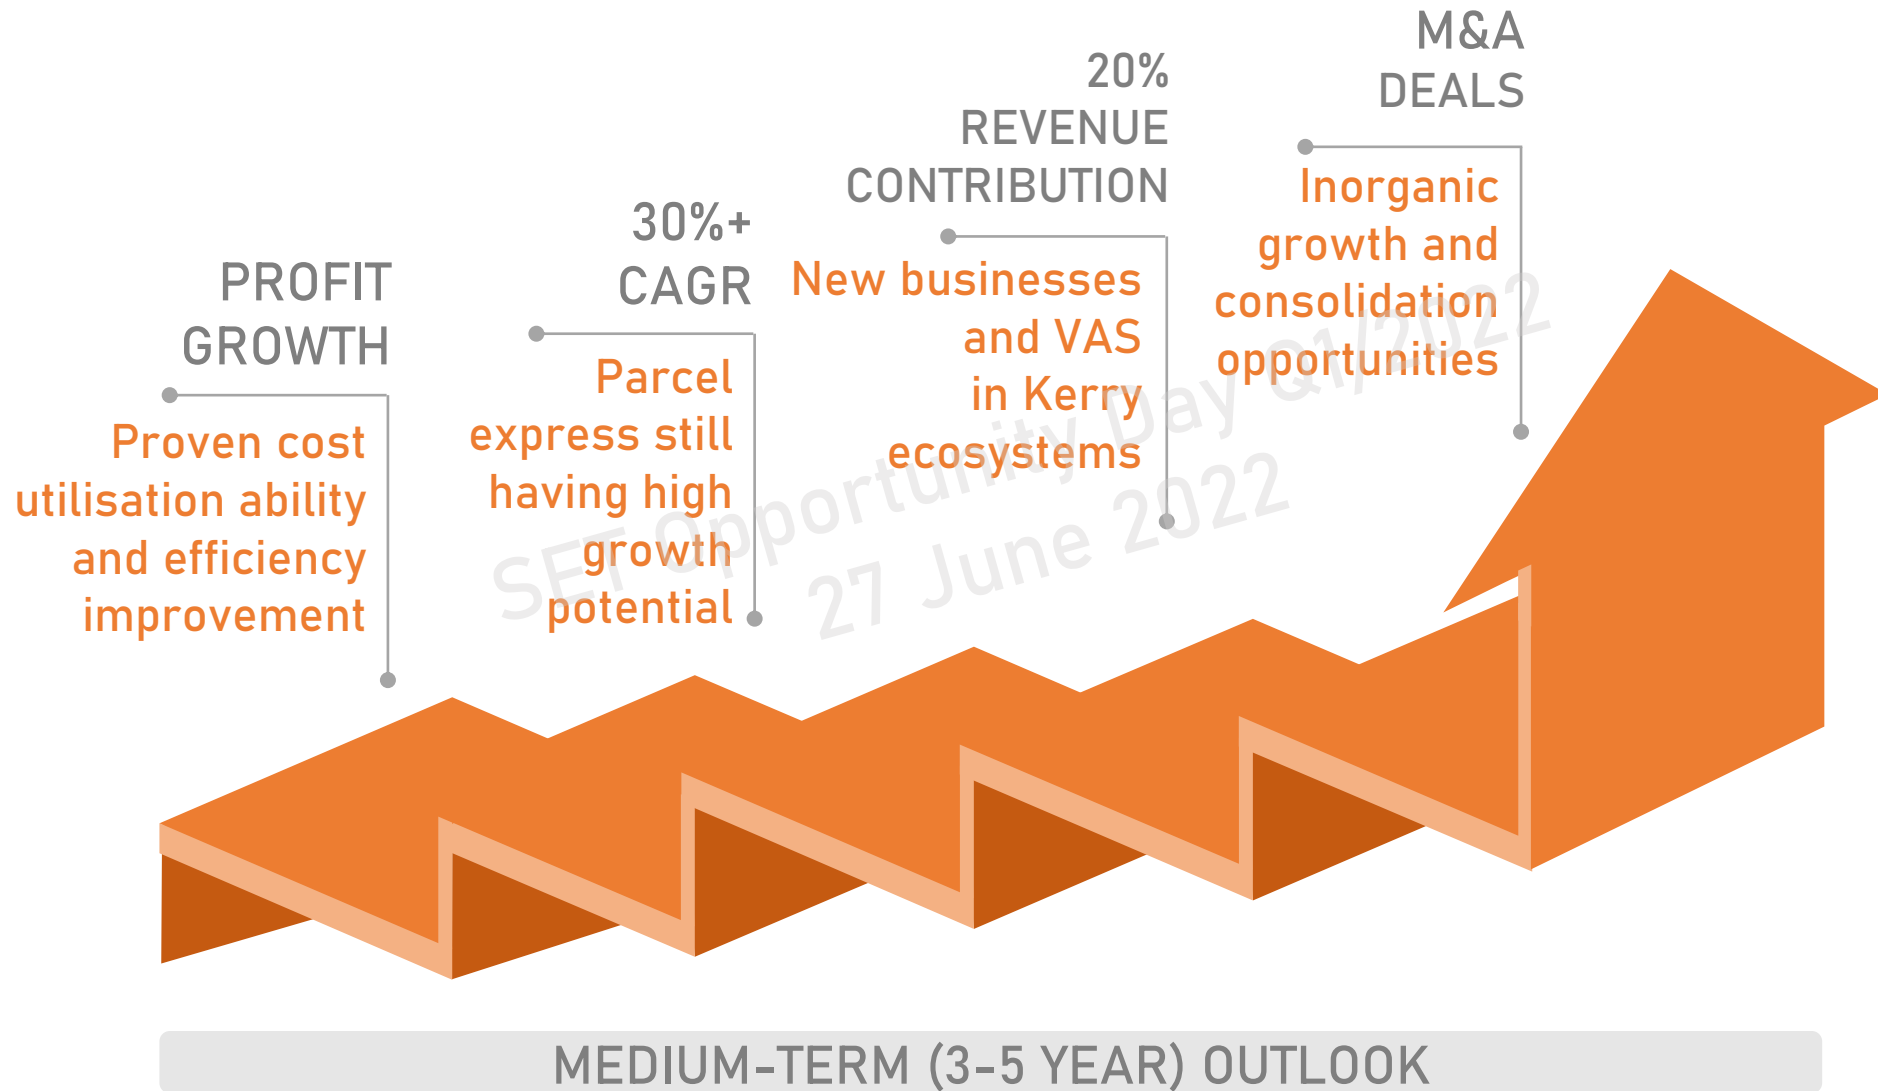 PROFIT
GROWTH
Proven cost
utilisation ability
and efficiency
improvement
30%+
CAGR
Parcel
express still
having high
growth
potential
20%
REVENUE
CONTRIBUTION
New businesses
and VAS
in Kerry
ecosystems
M&A
DEALS
Inorganic
growth and
consolidation
opportunities
SET Opportunity Day Q1/2022
27 June 2022
MEDIUM-TERM (3-5 YEAR) OUTLOOK